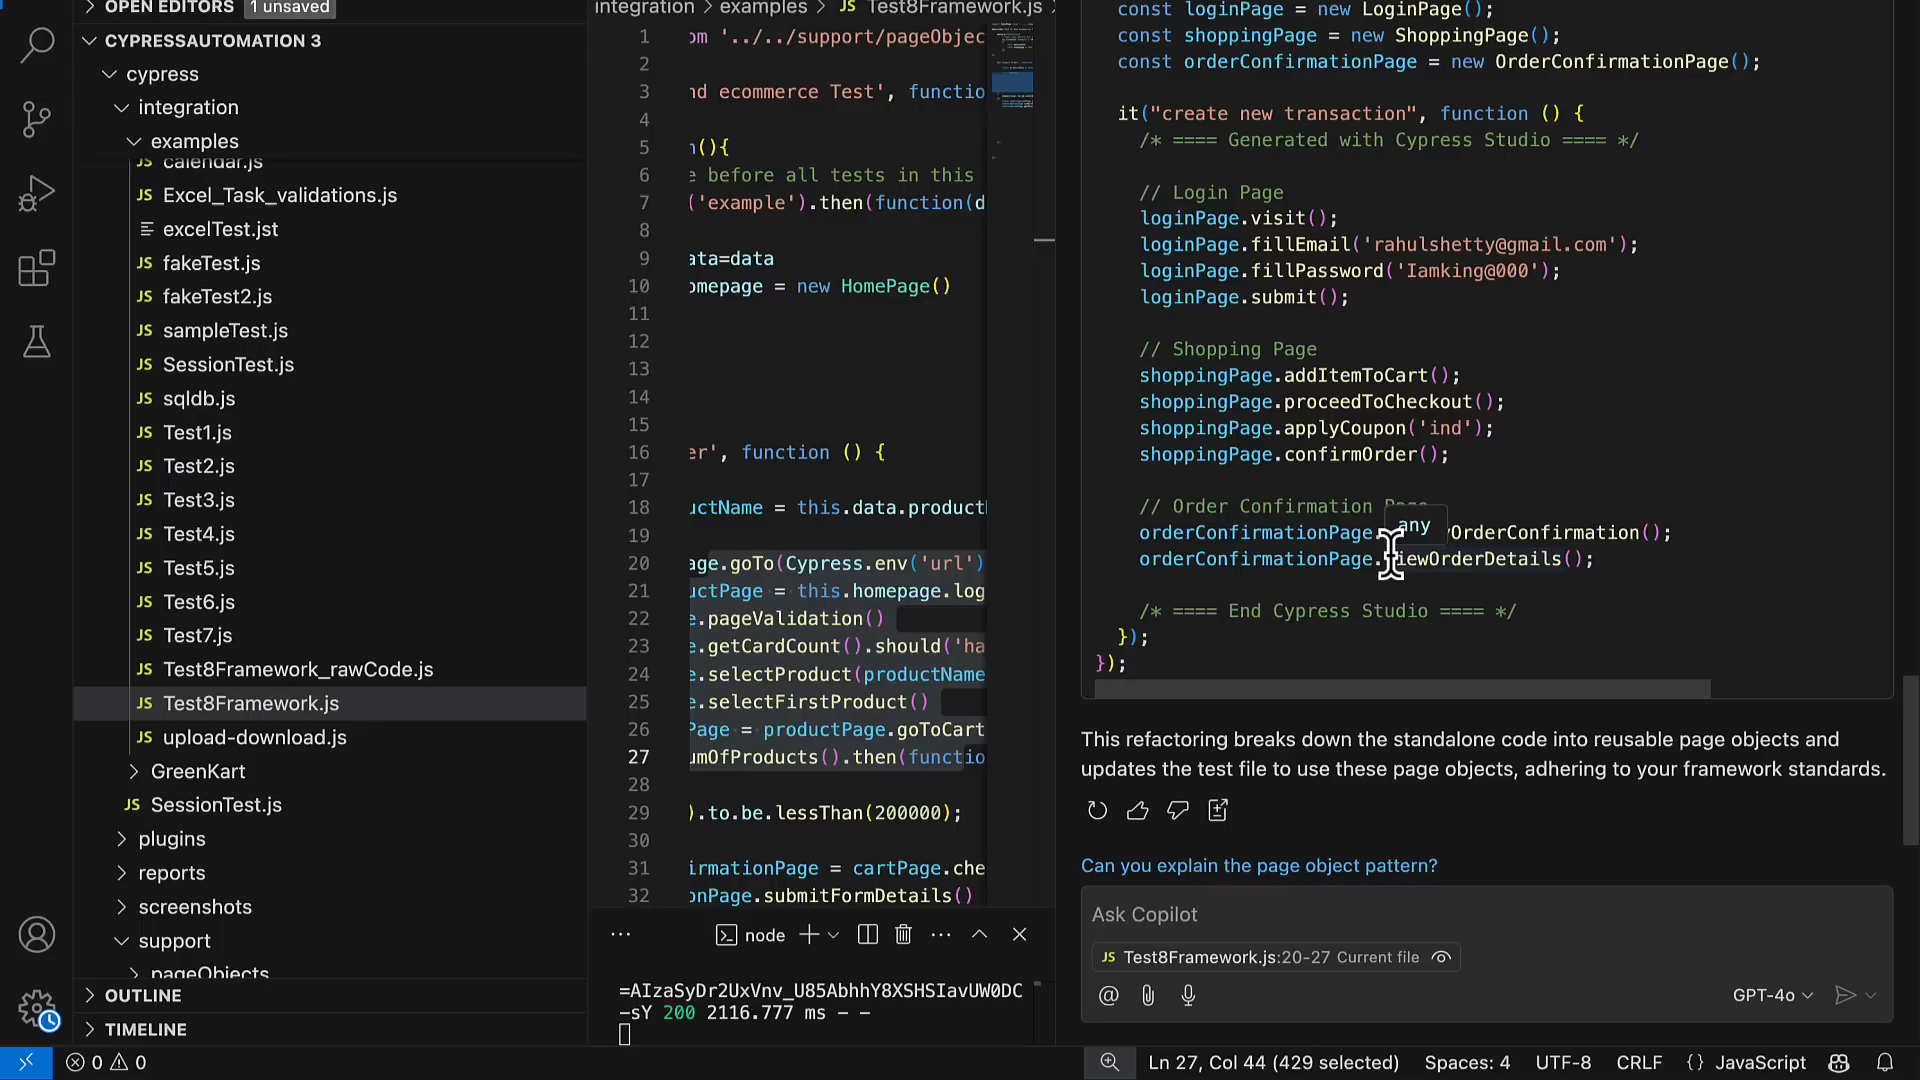 OPEN EDITORS 1 unsaved
CYPRESSAUTOMATION 3
cypress
integration
examples
calendar.js
Excel_Task_validations.js
excelTest.jst
fakeTest.js
fakeTest2.js
sampleTest.js
SessionTest.js
sqldb.js
Test1.js
Test2.js
Test3.js
Test4.js
Test5.js
Test6.js
Test7.js
Test8Framework_rawCode.js
Test8Framework.js
upload-download.js
GreenKart
SessionTest.js
plugins
reports
screenshots
support
pageObjects
OUTLINE
TIMELINE
integration > examples > JS Test8Framework.js >
1 om '../../support/pageObjec
2
3 nd ecommerce Test', functio
4
5 n(){
6 e before all tests in this
7 ('example').then(function(d
8
9 ata=data
10 omepage = new HomePage()
11
12
13
14
15
16 er', function () {
17
18 uctName = this.data.product
19
20 age.goTo(Cypress.env('url')
21 uctPage = this.homepage.log
22 e.pageValidation()
23 e.getCardCount().should('ha
24 e.selectProduct(productName
25 e.selectFirstProduct()
26 Page = productPage.goToCart
27 umOfProducts().then(functio
28
29 ).to.be.lessThan(200000);
30
31 irmationPage = cartPage.che
32 onPage.submitFormDetails()
node
=AIzaSyDr2UxVnv_U85AbhhY8XSHSIavUW0DC
-sY 200 2116.777 ms - -
const loginPage = new LoginPage();
const shoppingPage = new ShoppingPage();
const orderConfirmationPage = new OrderConfirmationPage();
it("create new transaction", function () {
/* ==== Generated with Cypress Studio ==== */
// Login Page
loginPage.visit();
loginPage.fillEmail('rahulshetty@gmail.com');
loginPage.fillPassword('Iamking@000');
loginPage.submit();
// Shopping Page
shoppingPage.addItemToCart();
shoppingPage.proceedToCheckout();
shoppingPage.applyCoupon('ind');
shoppingPage.confirmOrder();
// Order Confirmation
any
orderConfirmationPage. yOrderConfirmation();
orderConfirmationPage.viewOrderDetails();
/* ==== End Cypress Studio ==== */
});
});
This refactoring breaks down the standalone code into reusable page objects and
updates the test file to use these page objects, adhering to your framework standards.
Can you explain the page object pattern?
Ask Copilot
JS Test8Framework.js:20-27 Current file
GPT-4o
0 0
Ln 27, Col 44 (429 selected) Spaces: 4 UTF-8 CRLF {} JavaScript